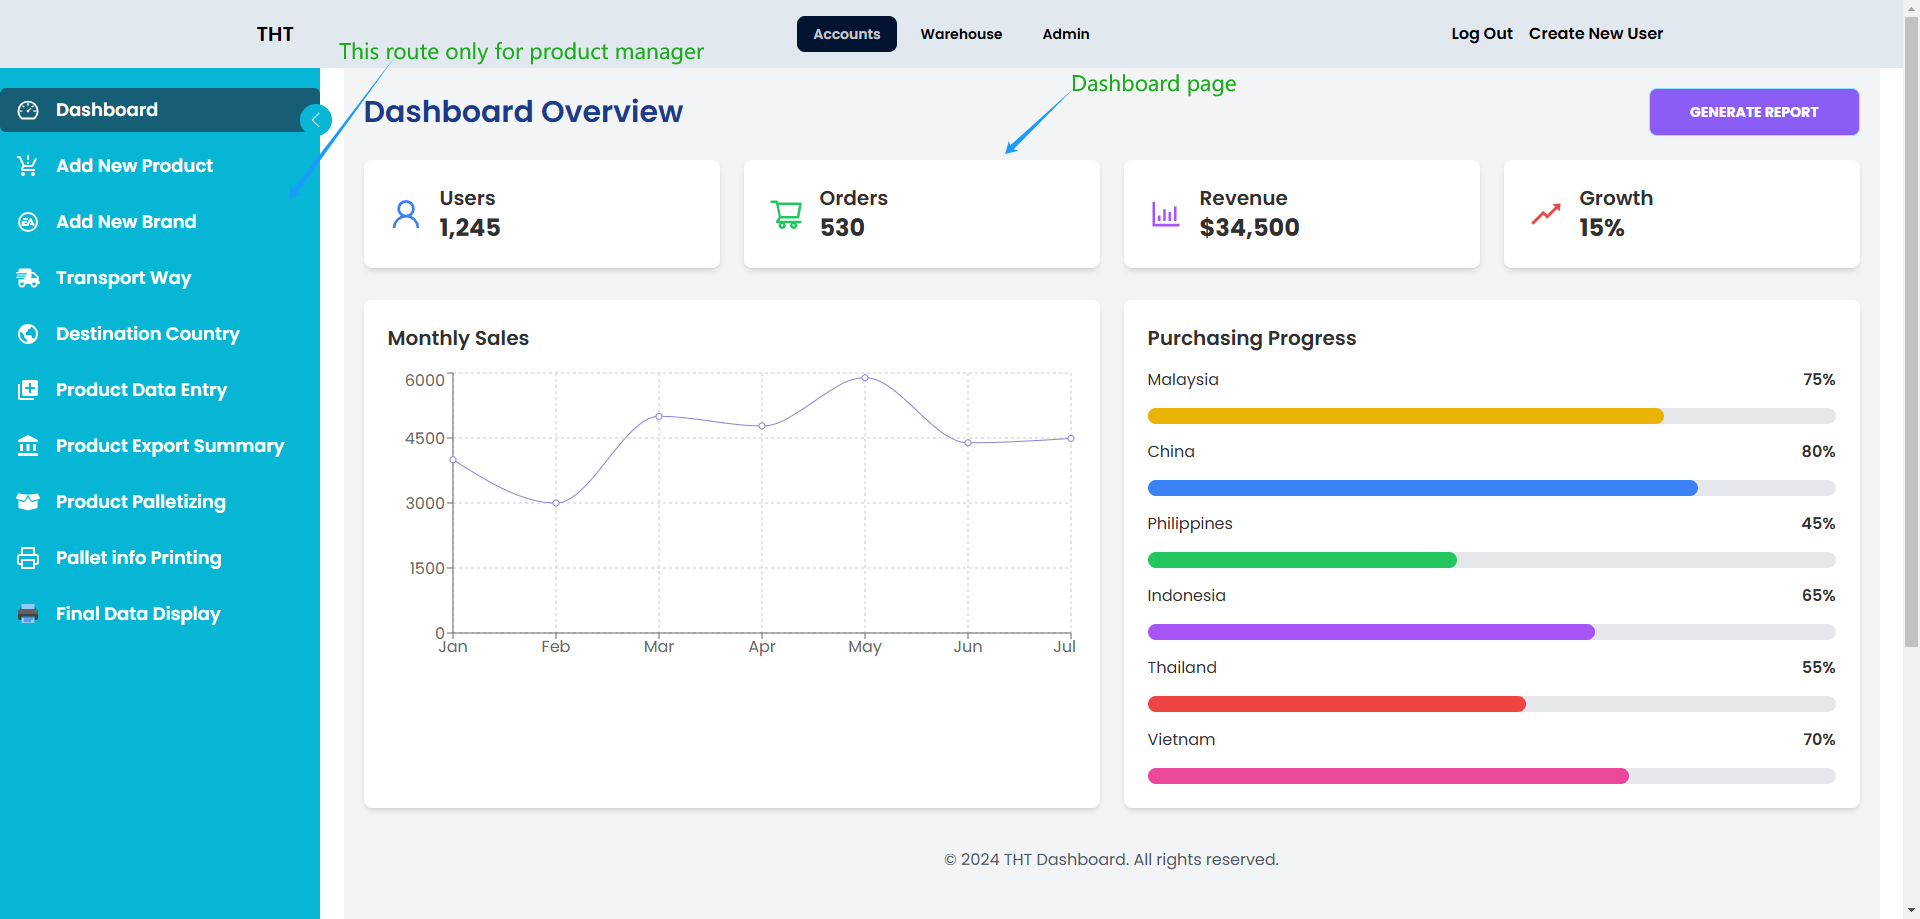 THT
Accounts
Warehouse
Admin
Log Out
Create New User
This route only for product manager
Dashboard page
Dashboard
Add New Product
Add New Brand
Transport Way
Destination Country
Product Data Entry
Product Export Summary
Product Palletizing
Pallet info Printing
Final Data Display
Dashboard Overview
GENERATE REPORT
Users
1,245
Orders
530
Revenue
$34,500
Growth
15%
Monthly Sales
6000
4500
3000
1500
0
Jan
Feb
Mar
Apr
May
Jun
Jul
Purchasing Progress
Malaysia
75%
China
80%
Philippines
45%
Indonesia
65%
Thailand
55%
Vietnam
70%
© 2024 THT Dashboard. All rights reserved.